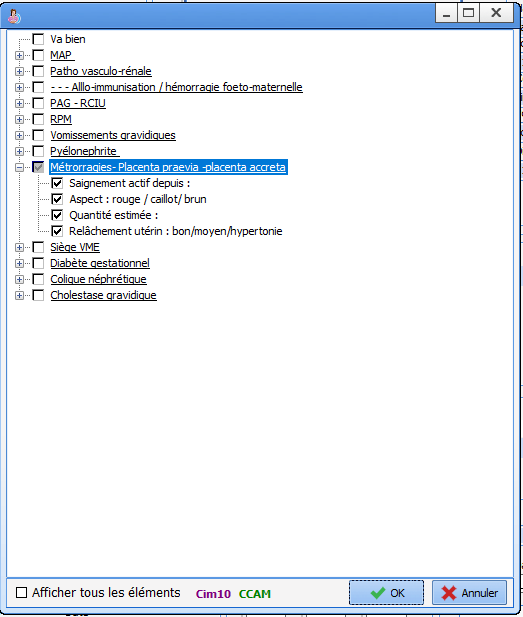 Va bien
MAP
Patho vasculo-rénale
- - - Alllo-immunisation / hémorragie foeto-maternelle
PAG - RCIU
RPM
Vomissements gravidiques
Pyélonephrite
Métrorragies- Placenta praevia -placenta accreta
Saignement actif depuis :
Aspect : rouge / caillot/ brun
Quantité estimée :
Relâchement utérin : bon/moyen/hypertonie
Siège VME
Diabète gestationnel
Colique néphrétique
Cholestase gravidique
Afficher tous les éléments Cim10 CCAM OK Annuler